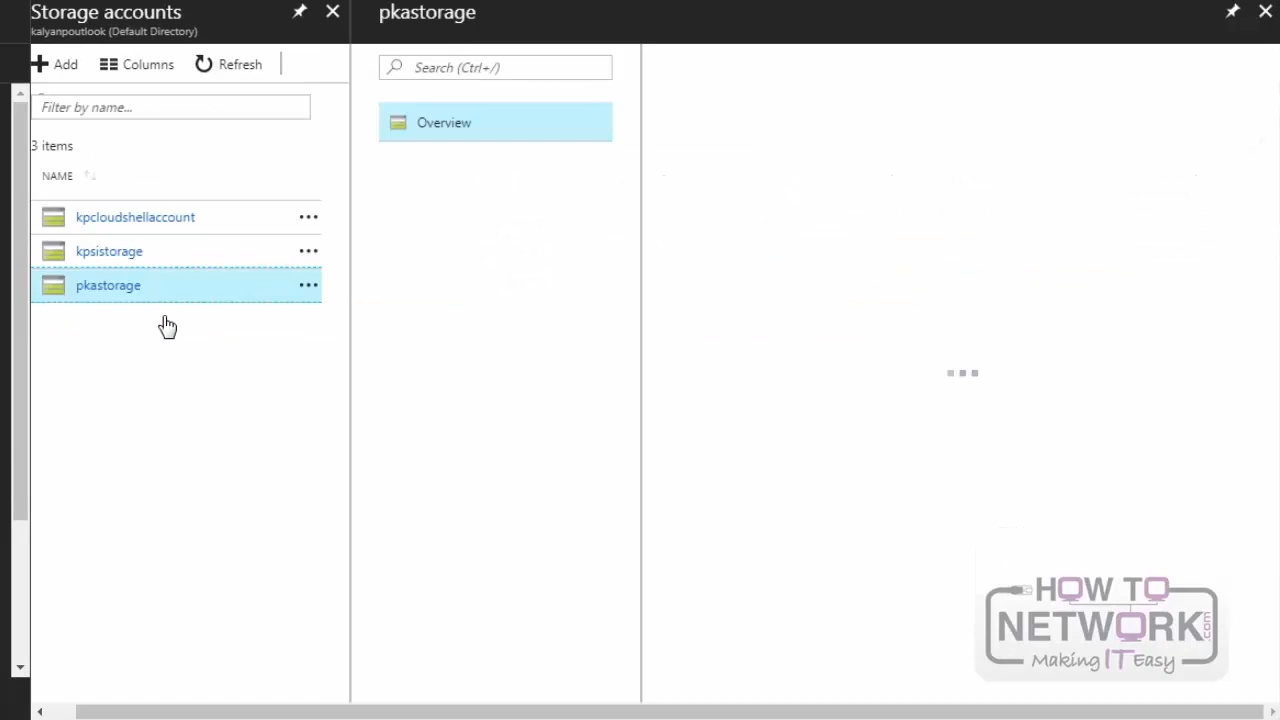 Storage accounts
kalyanpoutlook (Default Directory)
Add
Columns
Refresh
Filter by name...
3 items
NAME
kpcloudshellaccount
kpsistorage
pkastorage
pkastorage
Search (Ctrl+/)
Overview
HOW TO
NETWORK.com
Making IT Easy